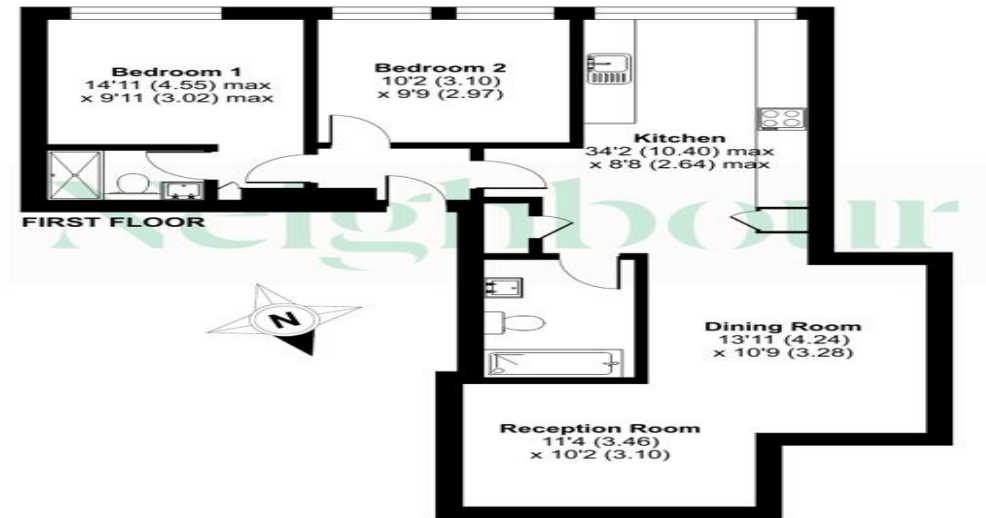 Bedroom 1
14'11 (4.55) max
x 9'11 (3.02) max
Bedroom 2
10'2 (3.10)
x 9'9 (2.97)
Kitchen
34'2 (10.40) max
x 8'8 (2.64) max
FIRST FLOOR
Neighbour
N
Dining Room
13'11 (4.24)
x 10'9 (3.28)
Reception Room
11'4 (3.46)
x 10'2 (3.10)